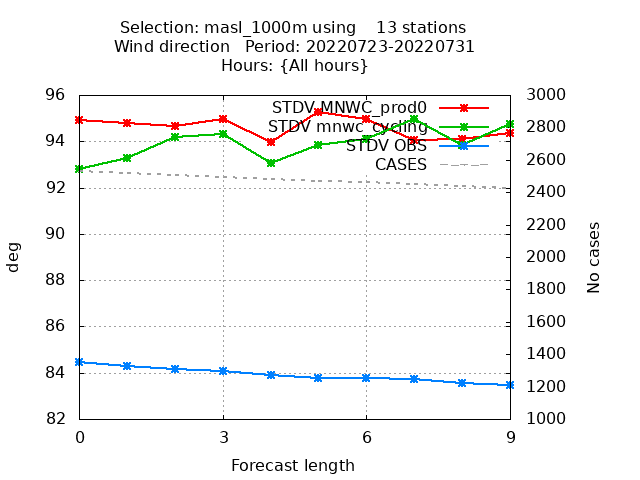 Selection: masl_1000m using 13 stations
Wind direction Period: 20220723-20220731
Hours: {All hours}
96
94
92
90
88
86
84
82
3000
2800
2600
2400
2200
2000
1800
1600
1400
1200
1000
STDV MNWC_prod0
STDV mnwc_cycling
STDV OBS
CASES
deg
No cases
0 3 6 9
Forecast length